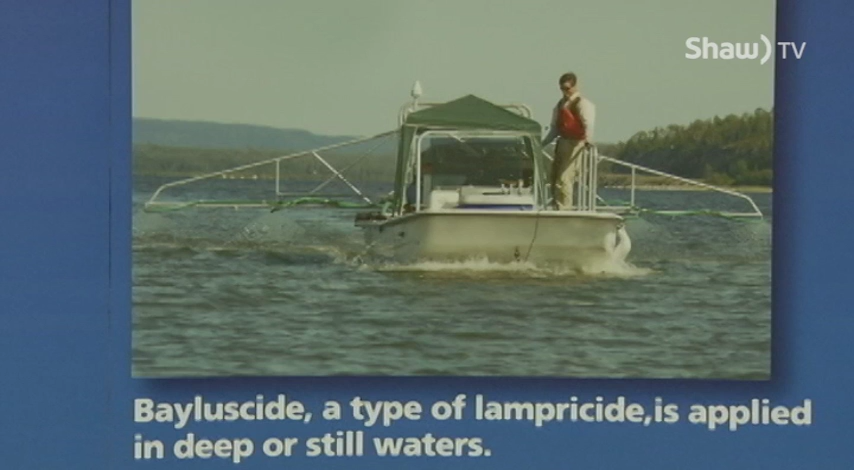 Shaw) TV
Bayluscide, a type of lampricide,is applied
in deep or still waters.